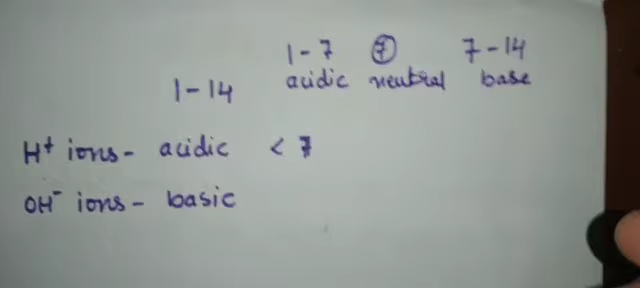 1-7 ⑦ 7-14
acidic neutral base
1-14
H⁺ ions - acidic < 7
OH⁻ ions - basic